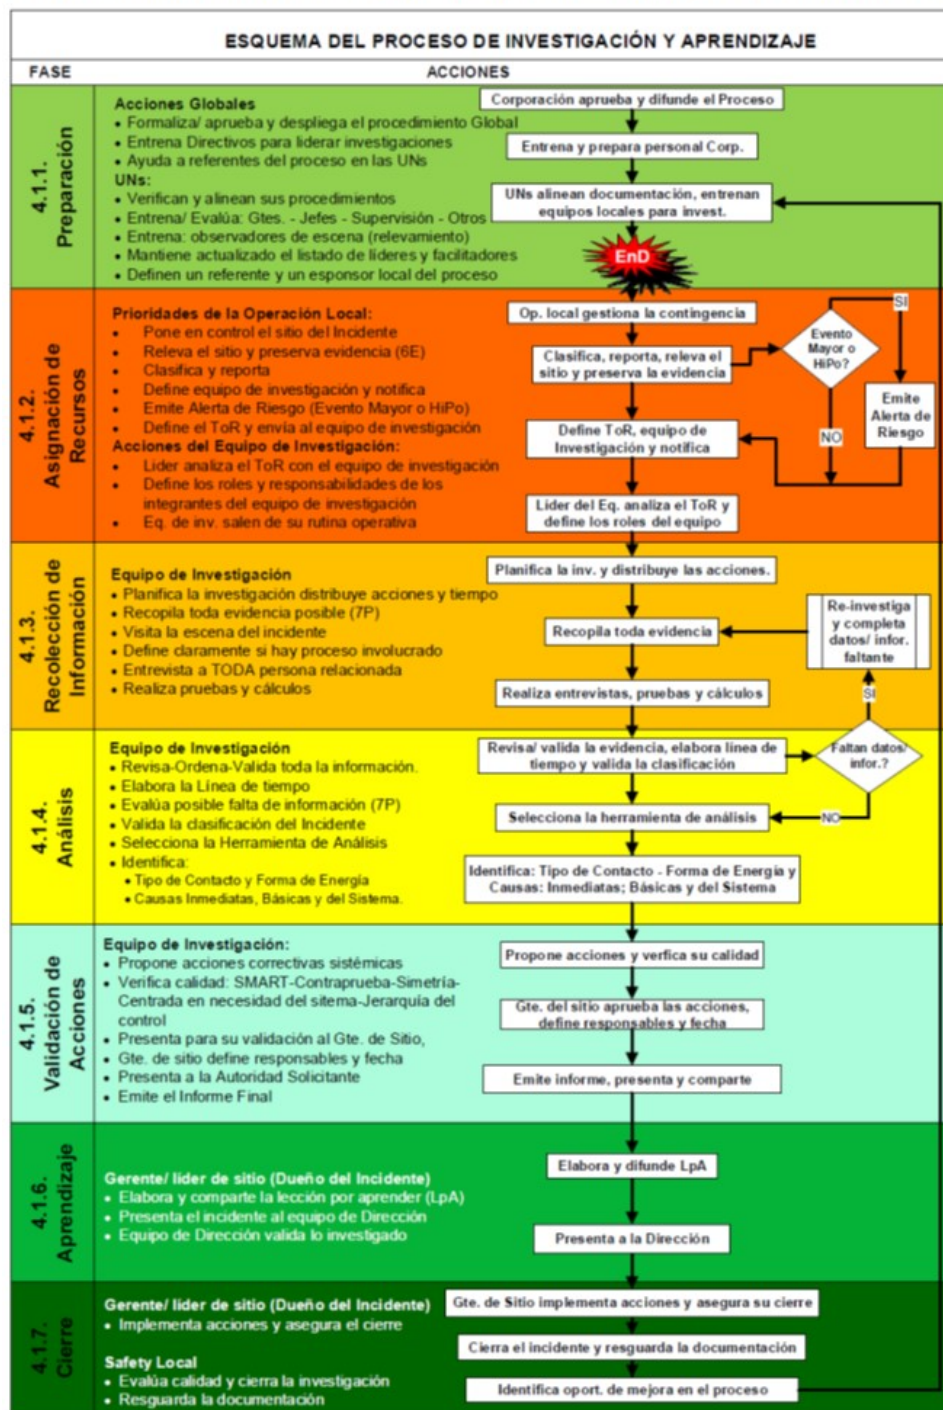 ESQUEMA DEL PROCESO DE INVESTIGACIÓN Y APRENDIZAJE
FASE
ACCIONES
4.1.1.
Preparación
Acciones Globales
• Formaliza/ aprueba y despliega el procedimiento Global
• Entrena Directivos para liderar investigaciones
• Ayuda a referentes del proceso en las UNs
UNs:
• Verifican y alinean sus procedimientos
• Entrena/ Evalúa: Gtes. - Jefes - Supervisión - Otros
• Entrena: observadores de escena (relevamiento)
• Mantiene actualizado el listado de líderes y facilitadores
• Definen un referente y un esponsor local del proceso
Corporación aprueba y difunde el Proceso
Entrena y prepara personal Corp.
UNs alinean documentación, entrenan
equipos locales para invest.
EnD
4.1.2.
Asignación de
Recursos
Prioridades de la Operación Local:
• Pone en control el sitio del Incidente
• Releva el sitio y preserva evidencia (6E)
• Clasifica y reporta
• Define equipo de investigación y notifica
• Emite Alerta de Riesgo (Evento Mayor o HiPo)
• Define el ToR y envía al equipo de investigación
Acciones del Equipo de Investigación:
• Lider analiza el ToR con el equipo de investigación
• Define los roles y responsabilidades de los
integrantes del equipo de investigación
• Eq. de inv. salen de su rutina operativa
Op. local gestiona la contingencia
Clasifica, reporta, releva el
sitio y preserva la evidencia
Evento
Mayor o
HiPo?
SI
Emite
Alerta de
Riesgo
NO
Define ToR, equipo de
Investigación y notifica
Líder del Eq. analiza el ToR y
define los roles del equipo
4.1.3.
Recolección de
Información
Equipo de Investigación
• Planifica la investigación distribuye acciones y tiempo
• Recopila toda evidencia posible (7P)
• Visita la escena del incidente
• Define claramente si hay proceso involucrado
• Entrevista a TODA persona relacionada
• Realiza pruebas y cálculos
Planifica la inv. y distribuye las acciones.
Recopila toda evidencia
Re-investiga
y completa
datos/ infor.
faltante
Realiza entrevistas, pruebas y cálculos
SI
4.1.4.
Análisis
Equipo de Investigación
• Revisa-Ordena-Valida toda la información.
• Elabora la Línea de tiempo
• Evalúa posible falta de información (7P)
• Valida la clasificación del Incidente
• Selecciona la Herramienta de Análisis
• Identifica:
• Tipo de Contacto y Forma de Energía
• Causas Inmediatas, Básicas y del Sistema.
Revisa/ valida la evidencia, elabora línea de
tiempo y valida la clasificación
Faltan datos/
infor.?
NO
Selecciona la herramienta de análisis
Identifica: Tipo de Contacto - Forma de Energía y
Causas: Inmediatas; Básicas y del Sistema
4.1.5.
Validación de
Acciones
Equipo de Investigación:
• Propone acciones correctivas sistémicas
• Verifica calidad: SMART-Contraprueba-Simetría-
Centrada en necesidad del sitema-Jerarquía del
control
• Presenta para su validación al Gte. de Sitio,
• Gte. de sitio define responsables y fecha
• Presenta a la Autoridad Solicitante
• Emite el Informe Final
Propone acciones y verfica su calidad
Gte. del sitio aprueba las acciones,
define responsables y fecha
Emite informe, presenta y comparte
4.1.6.
Aprendizaje
Gerente/ líder de sitio (Dueño del Incidente)
• Elabora y comparte la lección por aprender (LpA)
• Presenta el incidente al equipo de Dirección
• Equipo de Dirección valida lo investigado
Elabora y difunde LpA
Presenta a la Dirección
4.1.7.
Cierre
Gerente/ líder de sitio (Dueño del Incidente)
• Implementa acciones y asegura el cierre
Safety Local
• Evalúa calidad y cierra la investigación
• Resguarda la documentación
Gte. de Sitio implementa acciones y asegura su cierre
Cierra el incidente y resguarda la documentación
Identifica oport. de mejora en el proceso